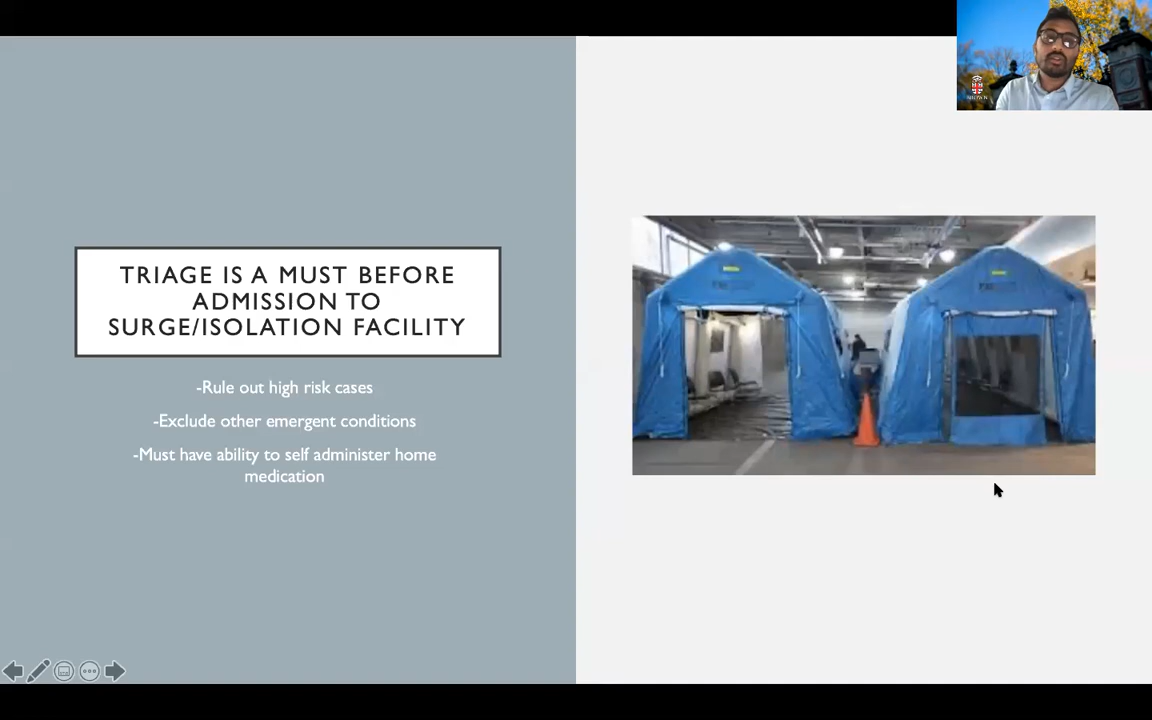 TRIAGE IS A MUST BEFORE
ADMISSION TO
SURGE/ISOLATION FACILITY
-Rule out high risk cases
-Exclude other emergent conditions
-Must have ability to self administer home
medication